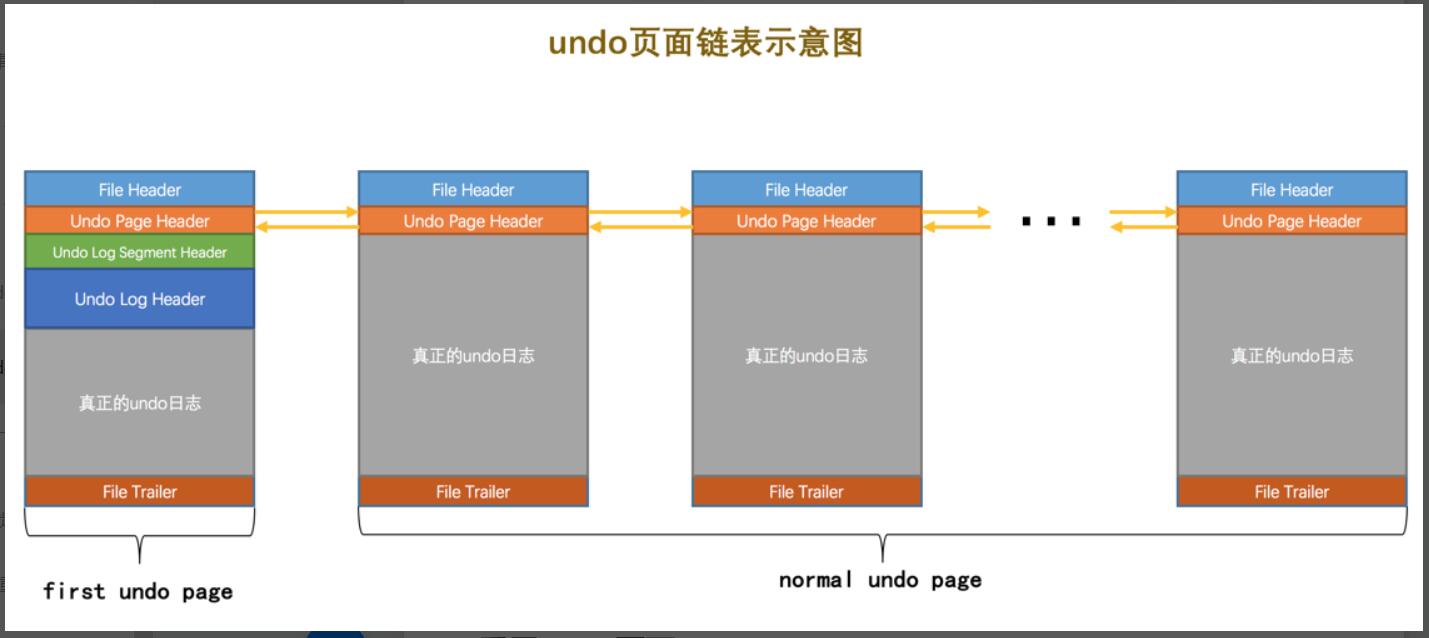 undo页面链表示意图
File Header
Undo Page Header
Undo Log Segment Header
Undo Log Header
真正的undo日志
File Trailer
first undo page
File Header
Undo Page Header
真正的undo日志
File Trailer
File Header
Undo Page Header
真正的undo日志
File Trailer
...
File Header
Undo Page Header
真正的undo日志
File Trailer
normal undo page